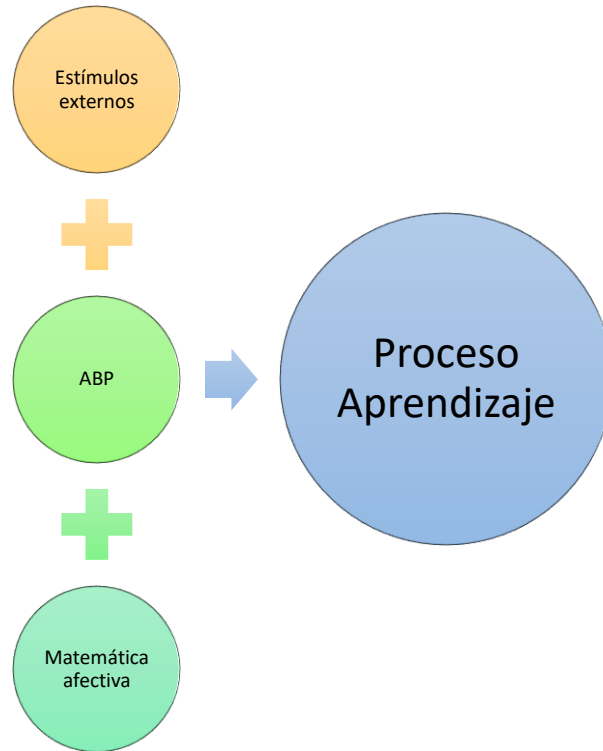 Estímulos
externos
ABP
Matemática
afectiva
Proceso
Aprendizaje